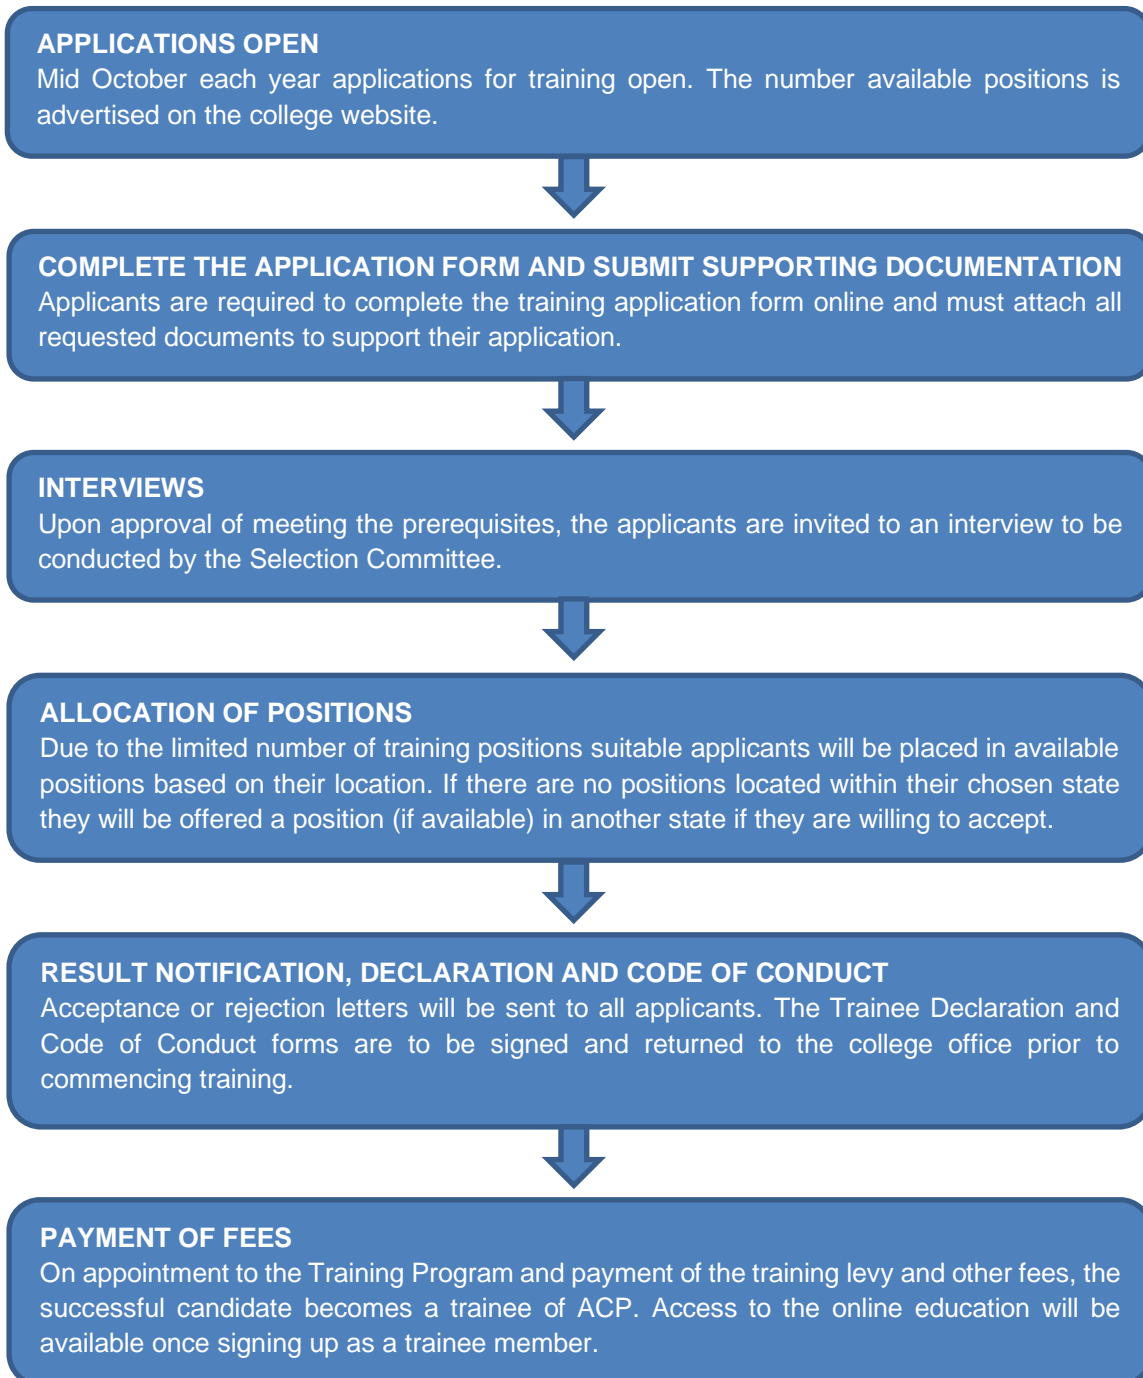 APPLICATIONS OPEN
Mid October each year applications for training open. The number available positions is
advertised on the college website.
COMPLETE THE APPLICATION FORM AND SUBMIT SUPPORTING DOCUMENTATION
Applicants are required to complete the training application form online and must attach all
requested documents to support their application.
INTERVIEWS
Upon approval of meeting the prerequisites, the applicants are invited to an interview to be
conducted by the Selection Committee.
ALLOCATION OF POSITIONS
Due to the limited number of training positions suitable applicants will be placed in available
positions based on their location. If there are no positions located within their chosen state
they will be offered a position (if available) in another state if they are willing to accept.
RESULT NOTIFICATION, DECLARATION AND CODE OF CONDUCT
Acceptance or rejection letters will be sent to all applicants. The Trainee Declaration and
Code of Conduct forms are to be signed and returned to the college office prior to
commencing training.
PAYMENT OF FEES
On appointment to the Training Program and payment of the training levy and other fees, the
successful candidate becomes a trainee of ACP. Access to the online education will be
available once signing up as a trainee member.